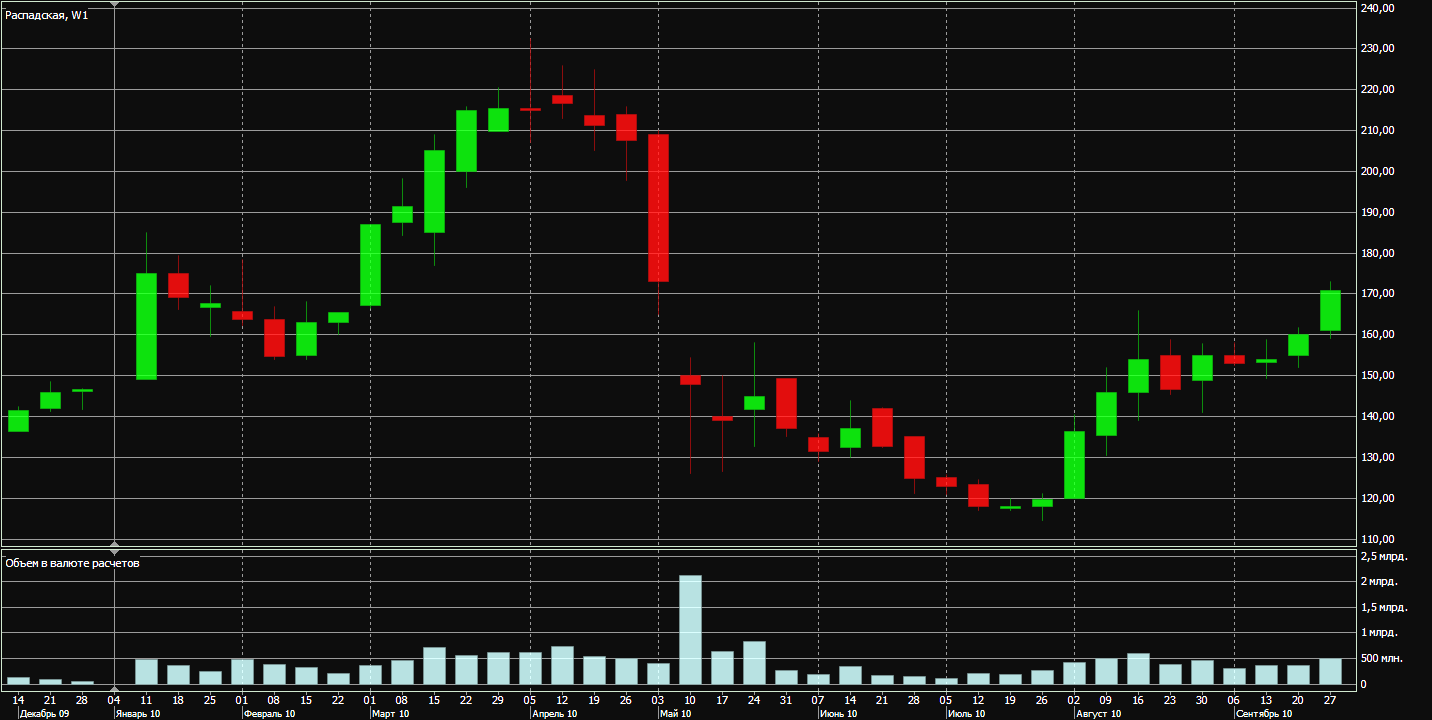 Распадская, W1
240,00
230,00
220,00
210,00
200,00
190,00
180,00
170,00
160,00
150,00
140,00
130,00
120,00
110,00
Объем в валюте расчетов
2,5 млрд.
2 млрд.
1,5 млрд.
1 млрд.
500 млн.
0
14 21 28 04 11 18 25 01 08 15 22 01 08 15 22 29 05 12 19 26 03 10 17 24 31 07 14 21 28 05 12 19 26 02 09 16 23 30 06 13 20 27
Декабрь 09 Январь 10 Февраль 10 Март 10 Апрель 10 Май 10 Июнь 10 Июль 10 Август 10 Сентябрь 10